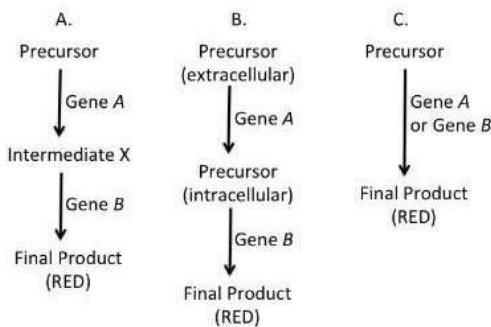 A.
Precursor
Gene A
Intermediate X
Gene B
Final Product
(RED)
B.
Precursor
(extracellular)
Gene A
Precursor
(intracellular)
Gene B
Final Product
(RED)
C.
Precursor
Gene A
or Gene B
Final Product
(RED)